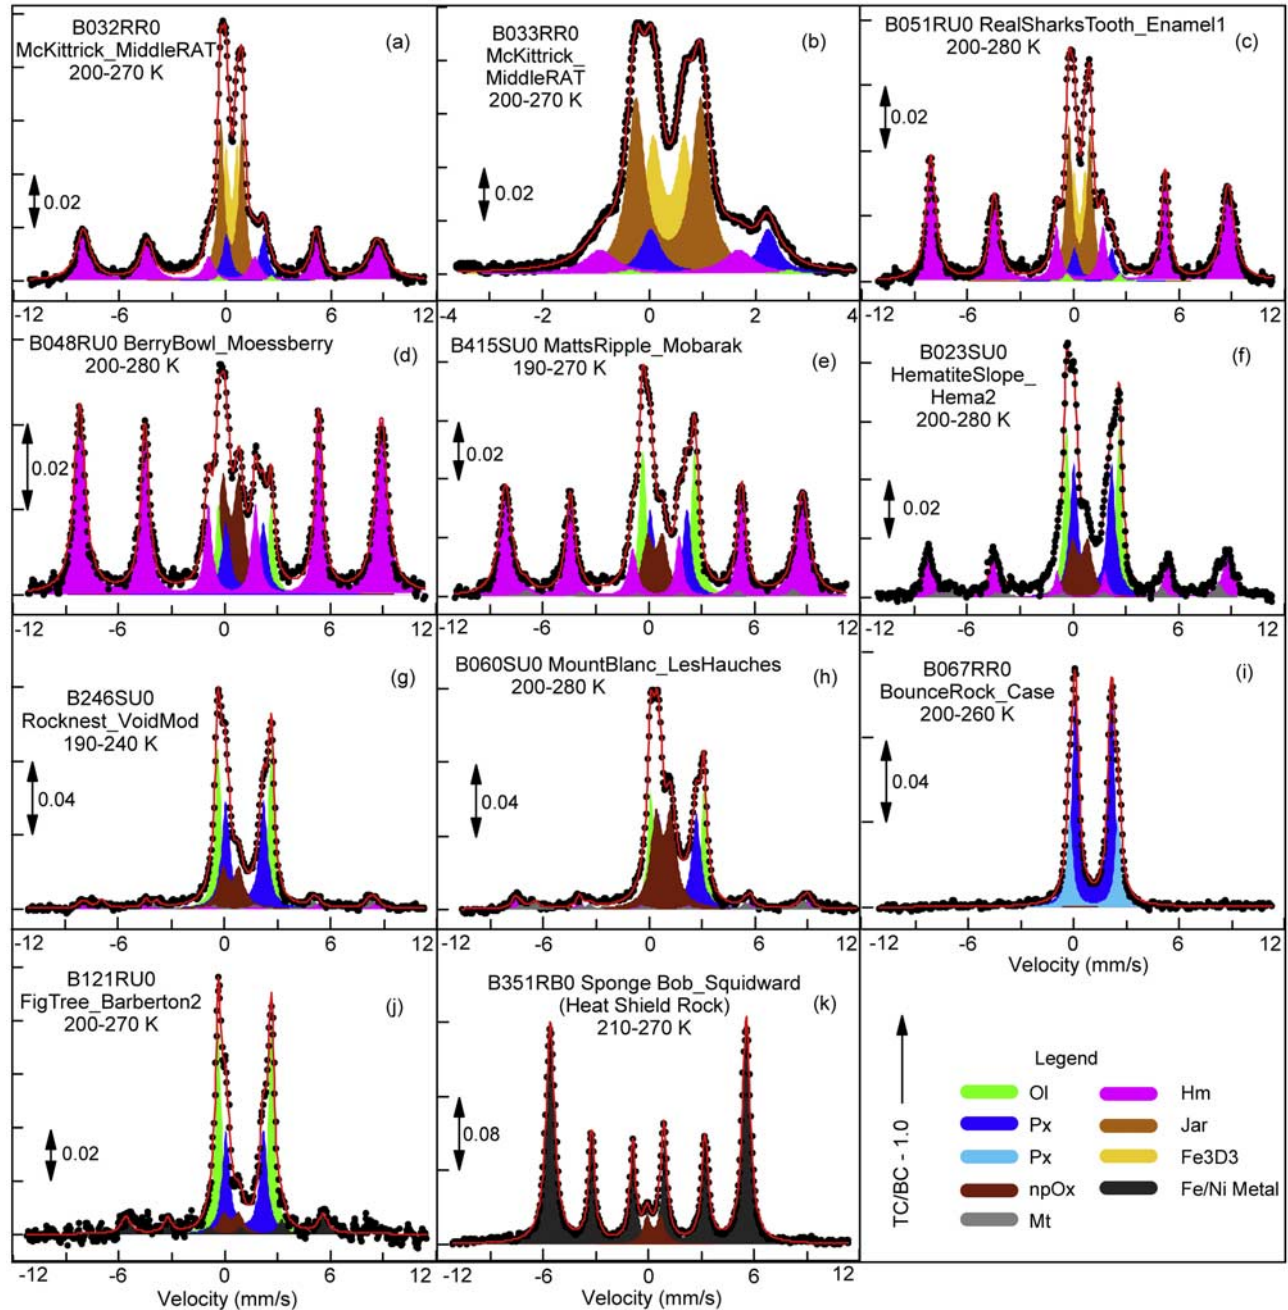 B032RR0
McKittrick_MiddleRAT
200-270 K
(a)
0.02
-12 -6 0 6 12
B033RR0
McKittrick_
MiddleRAT
200-270 K
(b)
0.02
-4 -2 0 2 4
B051RU0 RealSharksTooth_Enamel1
200-280 K
(c)
0.02
-12 -6 0 6 12
B048RU0 BerryBowl_Moessberry
200-280 K
(d)
0.02
-12 -6 0 6 12
B415SU0 MattsRipple_Mobarak
190-270 K
(e)
0.02
-12 -6 0 6 12
B023SU0
HematiteSlope_
Hema2
200-280 K
(f)
0.02
-12 -6 0 6 12
B246SU0
Rocknest_VoidMod
190-240 K
(g)
0.04
-12 -6 0 6 12
B060SU0 MountBlanc_LesHauches
200-280 K
(h)
0.04
-12 -6 0 6 12
B067RR0
BounceRock_Case
200-260 K
(i)
0.04
-12 -6 0 6 12
Velocity (mm/s)
B121RU0
FigTree_Barberton2
200-270 K
(j)
0.02
-12 -6 0 6 12
Velocity (mm/s)
B351RB0 Sponge Bob_Squidward
(Heat Shield Rock)
210-270 K
(k)
0.08
-12 -6 0 6 12
Velocity (mm/s)
TC/BC - 1.0
Legend
Ol
Px
Px
npOx
Mt
Hm
Jar
Fe3D3
Fe/Ni Metal